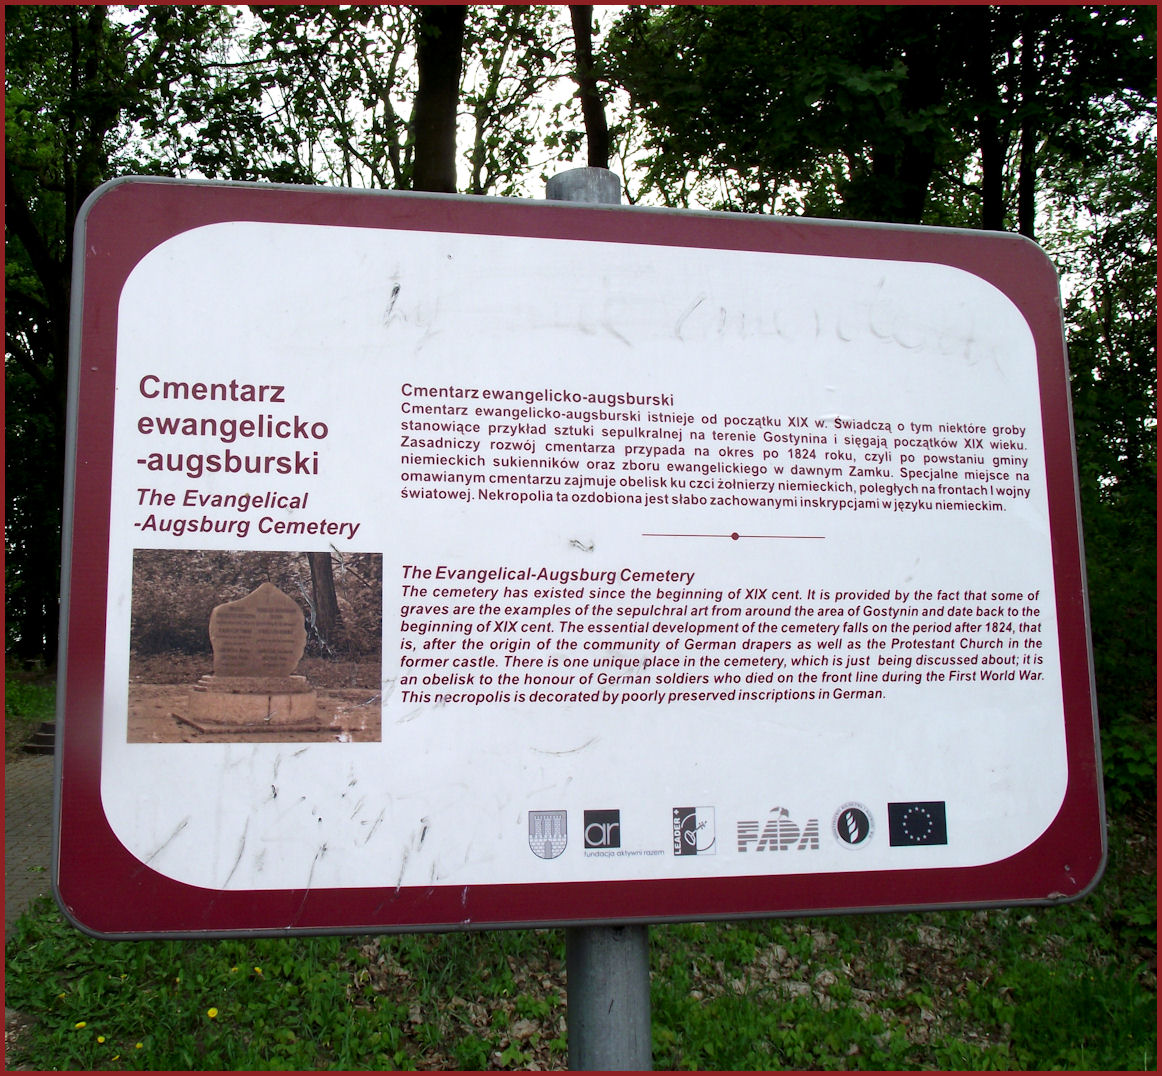 Cmentarz
ewangelicko
-augsburski
The Evangelical
-Augsburg Cemetery
Cmentarz ewangelicko-augsburski
Cmentarz ewangelicko-augsburski istnieje od początku XIX w. Świadczą o tym niektóre groby
stanowiące przykład sztuki sepulkralnej na terenie Gostynina i sięgają początków XIX wieku.
Zasadniczy rozwój cmentarza przypada na okres po 1824 roku, czyli po powstaniu gminy
niemieckich sukienników oraz zboru ewangelickiego w dawnym Zamku. Specjalne miejsce na
omawianym cmentarzu zajmuje obelisk ku czci żołnierzy niemieckich, poległych na frontach I wojny
światowej. Nekropolia ta ozdobiona jest słabo zachowanymi inskrypcjami w języku niemieckim.
The Evangelical-Augsburg Cemetery
The cemetery has existed since the beginning of XIX cent. It is provided by the fact that some of
graves are the examples of the sepulchral art from around the area of Gostynin and date back to the
beginning of XIX cent. The essential development of the cemetery falls on the period after 1824, that
is, after the origin of the community of German drapers as well as the Protestant Church in the
former castle. There is one unique place in the cemetery, which is just being discussed about; it is
an obelisk to the honour of German soldiers who died on the front line during the First World War.
This necropolis is decorated by poorly preserved inscriptions in German.
ar
fundacja aktywni razem
LEADER+
FAPA